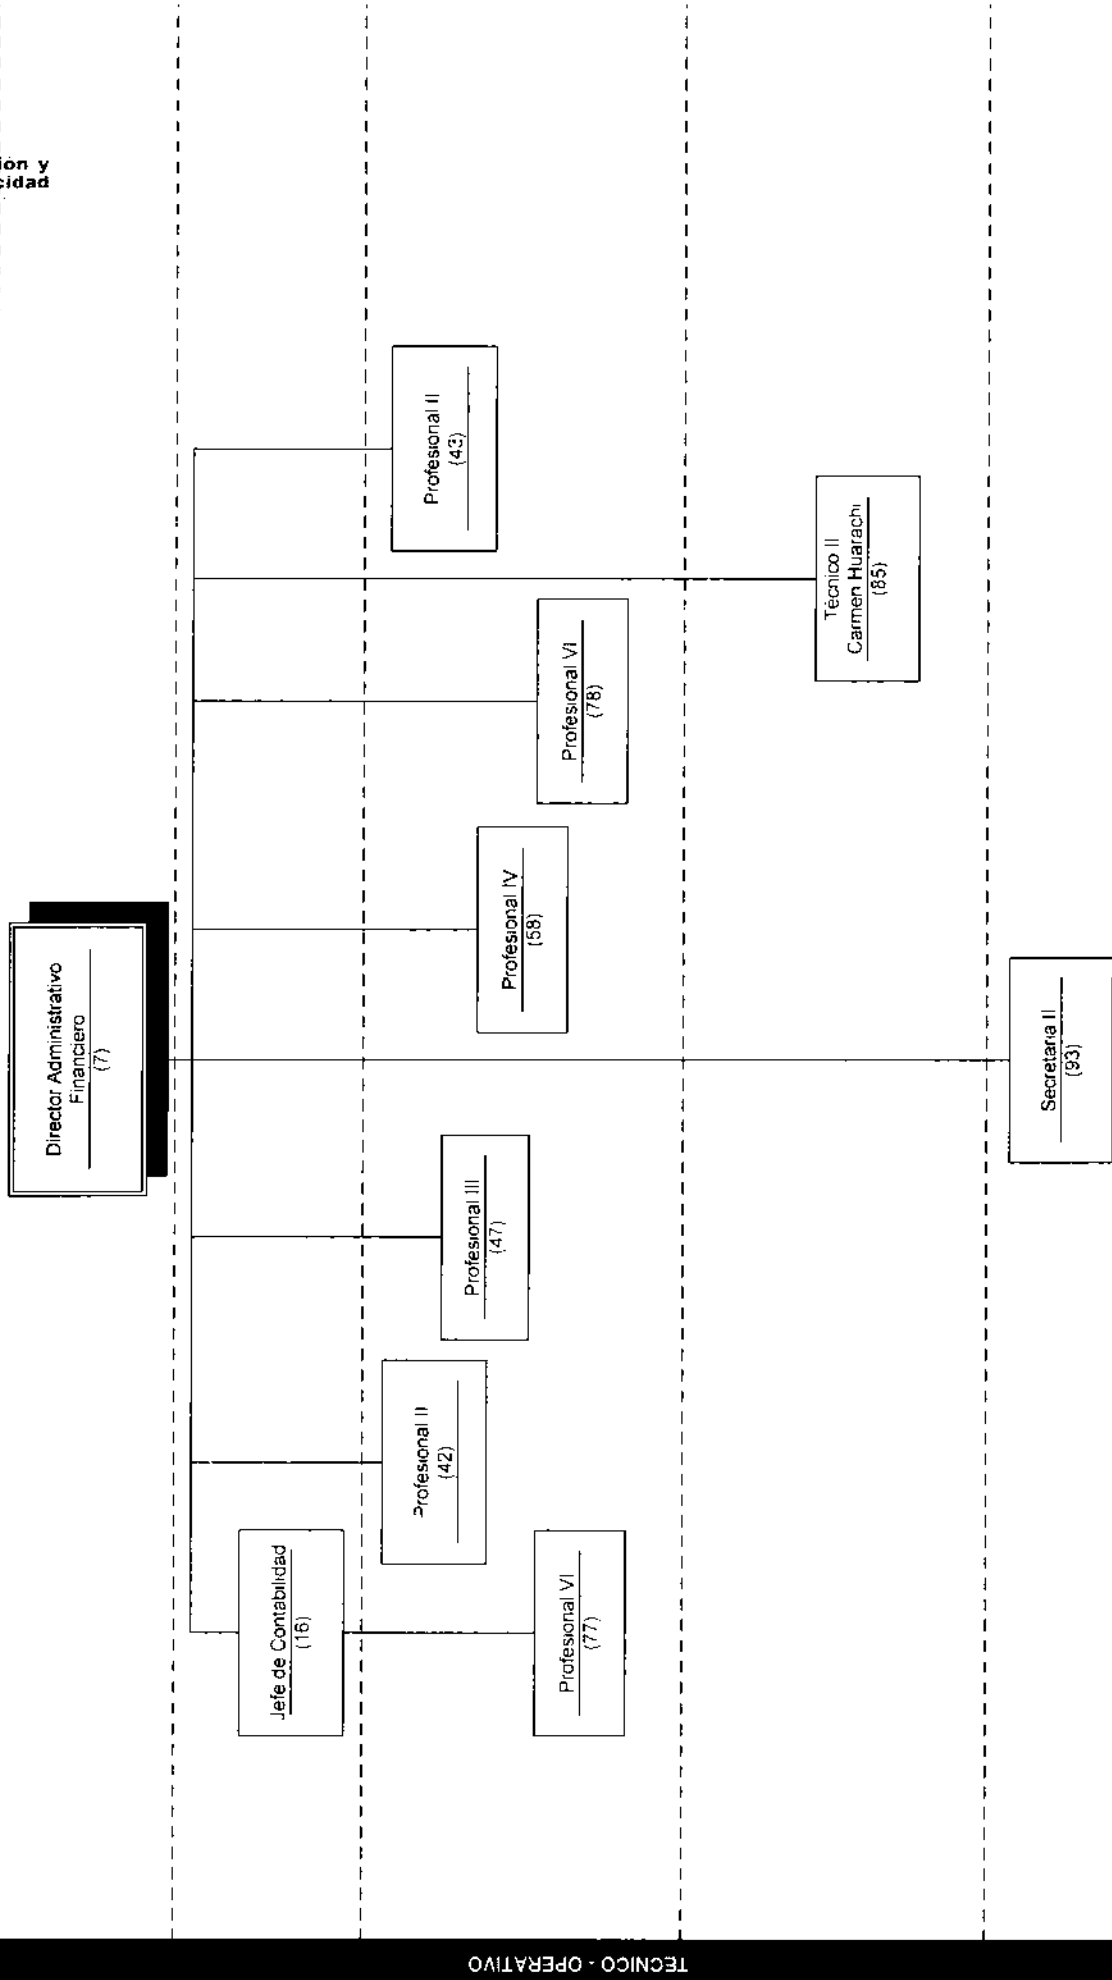 ión y
cidad
Director Administrativo
Financiero
(7)
Jefe de Contabilidad
(16)
Profesional II
(42)
Profesional III
(47)
Profesional IV
(58)
Profesional VI
(78)
Profesional II
(43)
Profesional VI
(77)
Técnico II
Carmen Huarachi
(85)
Secretaria II
(93)
TECNICO - OPERATIVO